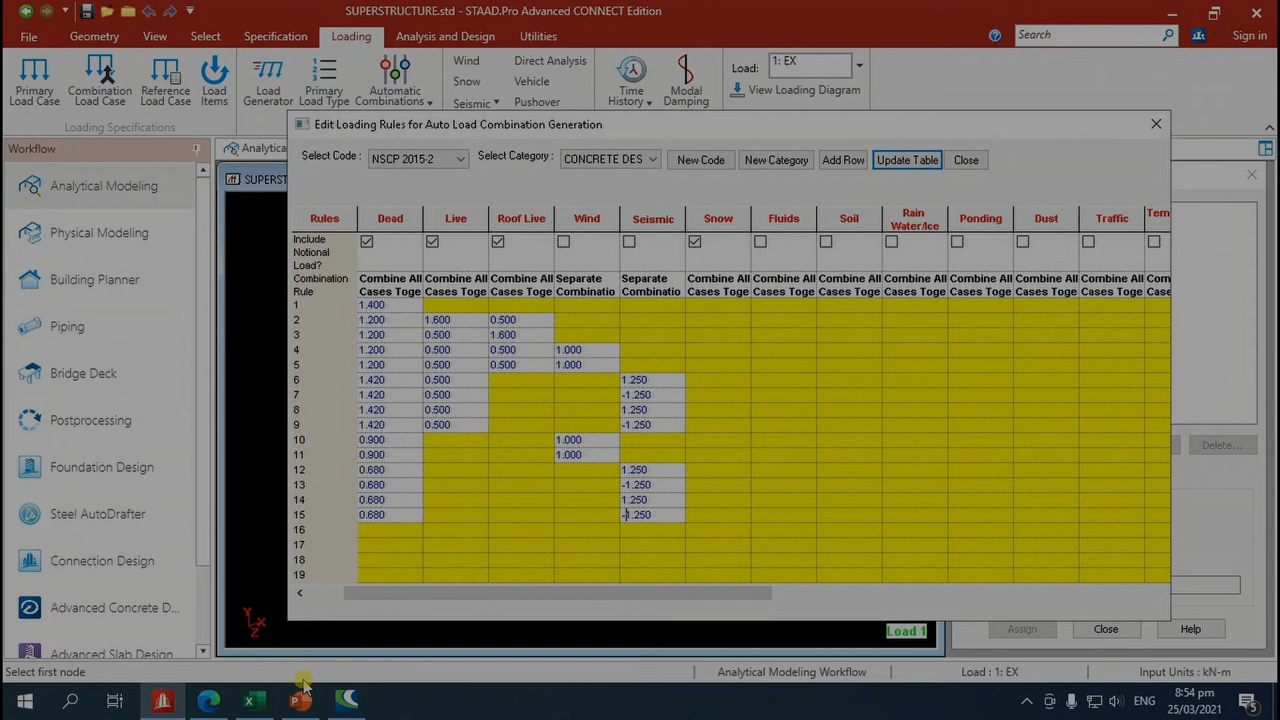 SUPERSTRUCTURE.std - STAAD.Pro Advanced CONNECT Edition
File Geometry View Select Specification Loading Analysis and Design Utilities Search Sign in
Primary Load Case
Combination Load Case
Reference Load Case
Load Items
Load Generator
Primary Load Type
Automatic Combinations
Wind
Snow
Seismic
Direct Analysis
Vehicle
Pushover
Time History
Modal Damping
Load: 1: EX
View Loading Diagram
Loading Specifications
Workflow
Analytical Modeling
Physical Modeling
Building Planner
Piping
Bridge Deck
Postprocessing
Foundation Design
Steel AutoDrafter
Connection Design
Advanced Concrete D...
Advanced Slab Design
Analytica
SUPERST
Edit Loading Rules for Auto Load Combination Generation
Select Code : NSCP 2015-2 Select Category : CONCRETE DES New Code New Category Add Row Update Table Close
Rules Dead Live Roof Live Wind Seismic Snow Fluids Soil Rain Water/Ice Ponding Dust Traffic Tem
Include Notional Load?
Combination Rule Combine All Cases Toge Combine All Cases Toge Combine All Cases Toge Separate Combinatio Separate Combinatio Combine All Cases Toge Combine All Cases Toge Combine All Cases Toge Combine All Cases Toge Combine All Cases Toge Combine All Cases Toge Combine All Cases Toge Comb Cases
1 1.400
2 1.200 1.600 0.500
3 1.200 0.500 1.600
4 1.200 0.500 0.500 1.000
5 1.200 0.500 0.500 1.000
6 1.420 0.500 1.250
7 1.420 0.500 -1.250
8 1.420 0.500 1.250
9 1.420 0.500 -1.250
10 0.900 1.000
11 0.900 1.000
12 0.680 1.250
13 0.680 -1.250
14 0.680 1.250
15 0.680 -1.250
16
17
18
19
Delete...
Y
X
Z
Load 1
Assign Close Help
Select first node Analytical Modeling Workflow Load : 1: EX Input Units : kN-m
ENG
8:54 pm
25/03/2021
5